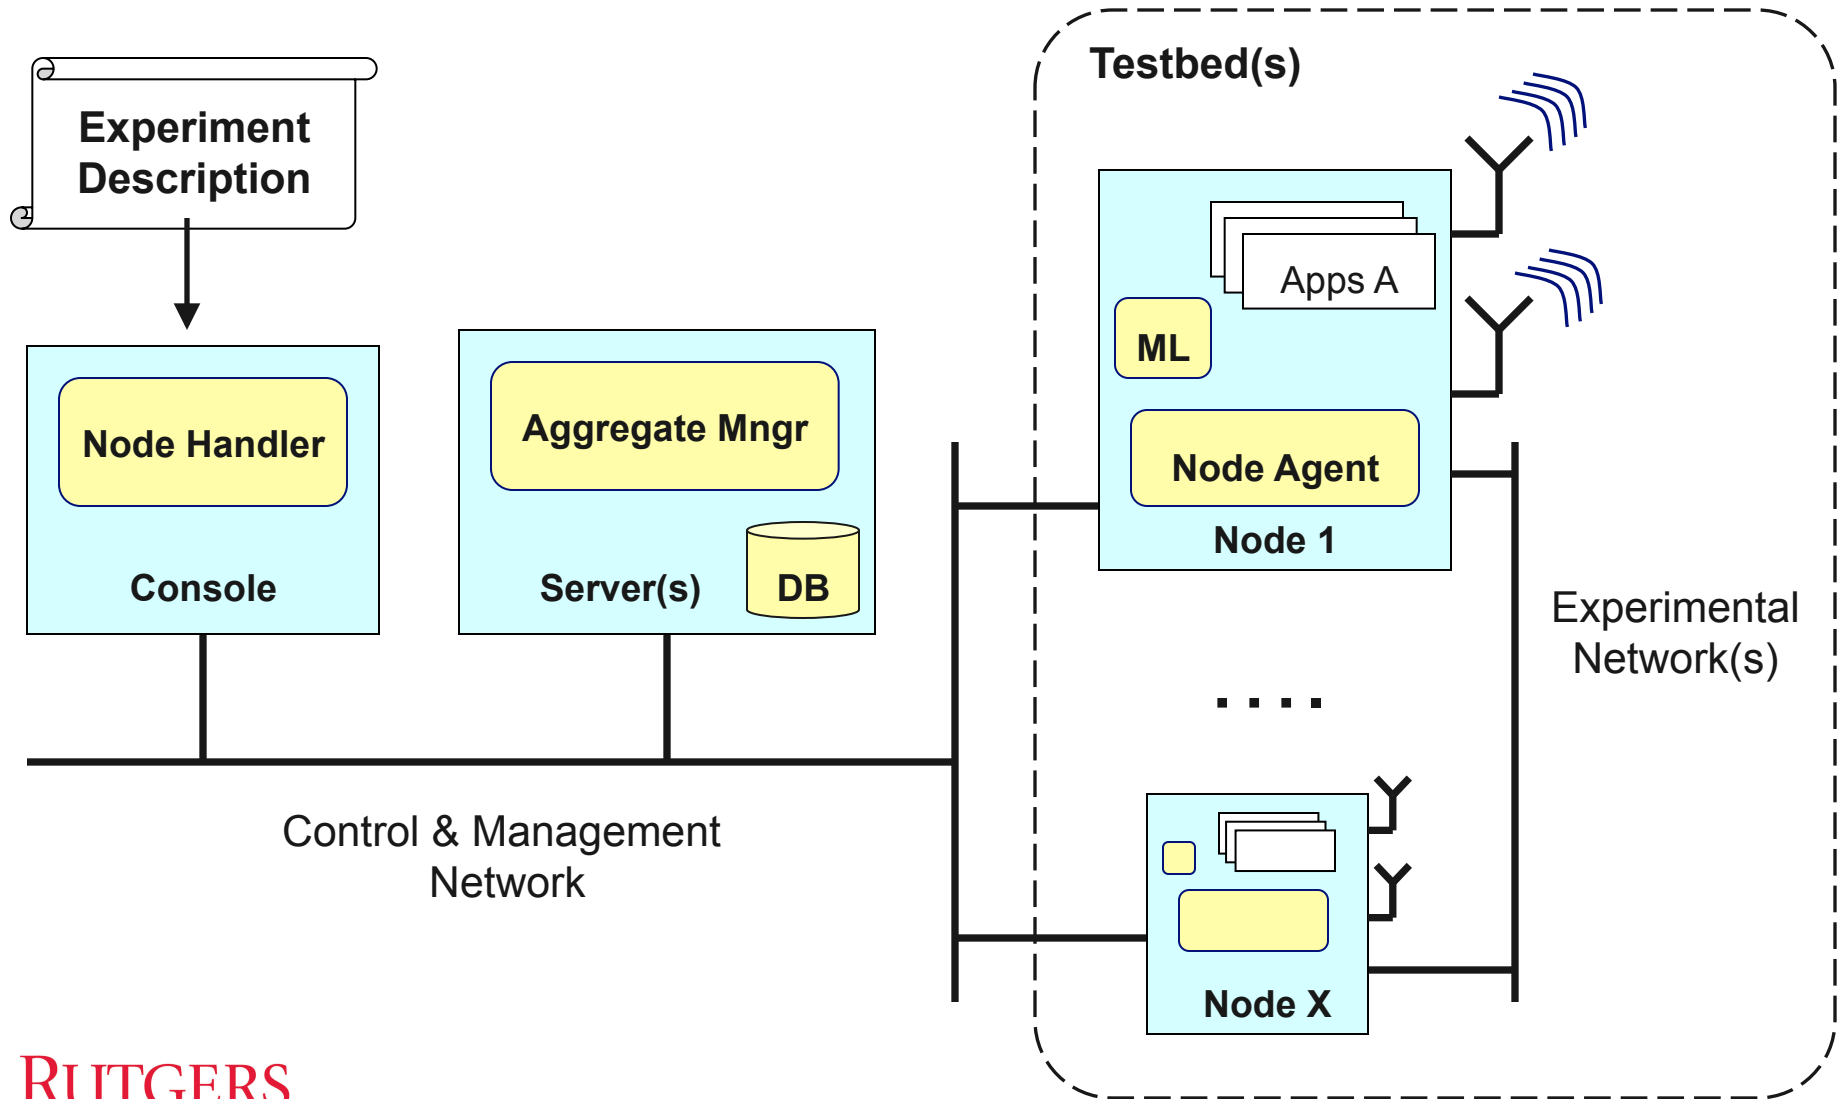 Testbed(s)
Experiment
Description
Apps A
ML
Node Handler
Aggregate Mngr
Node Agent
Node 1
Console
Server(s)
DB
Experimental
Network(s)
Control & Management
Network
Node X
RUTGERS